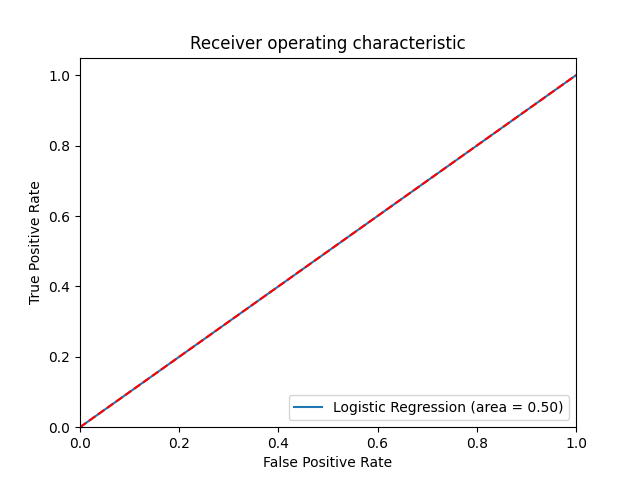 Receiver operating characteristic
1.0
0.8
0.6
0.4
0.2
0.0
True Positive Rate
Logistic Regression (area = 0.50)
0.0 0.2 0.4 0.6 0.8 1.0
False Positive Rate